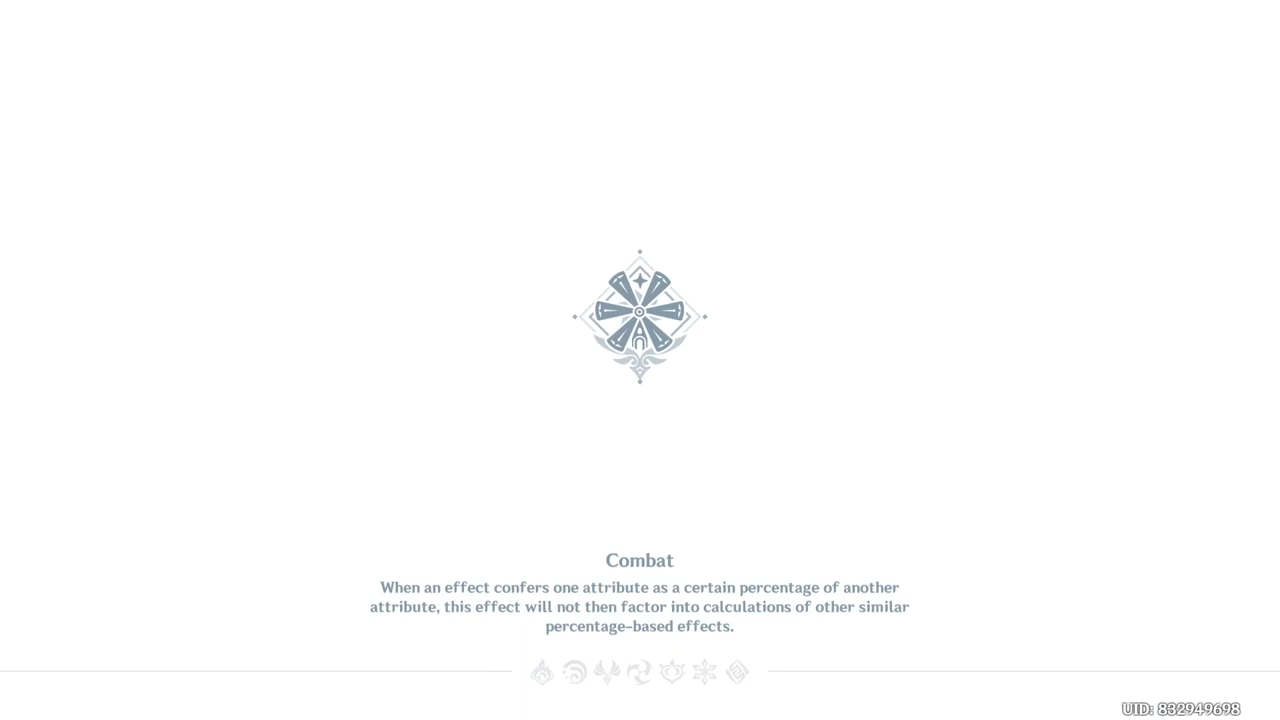 Combat
When an effect confers one attribute as a certain percentage of another
attribute, this effect will not then factor into calculations of other similar
percentage-based effects.
UID: 832949698